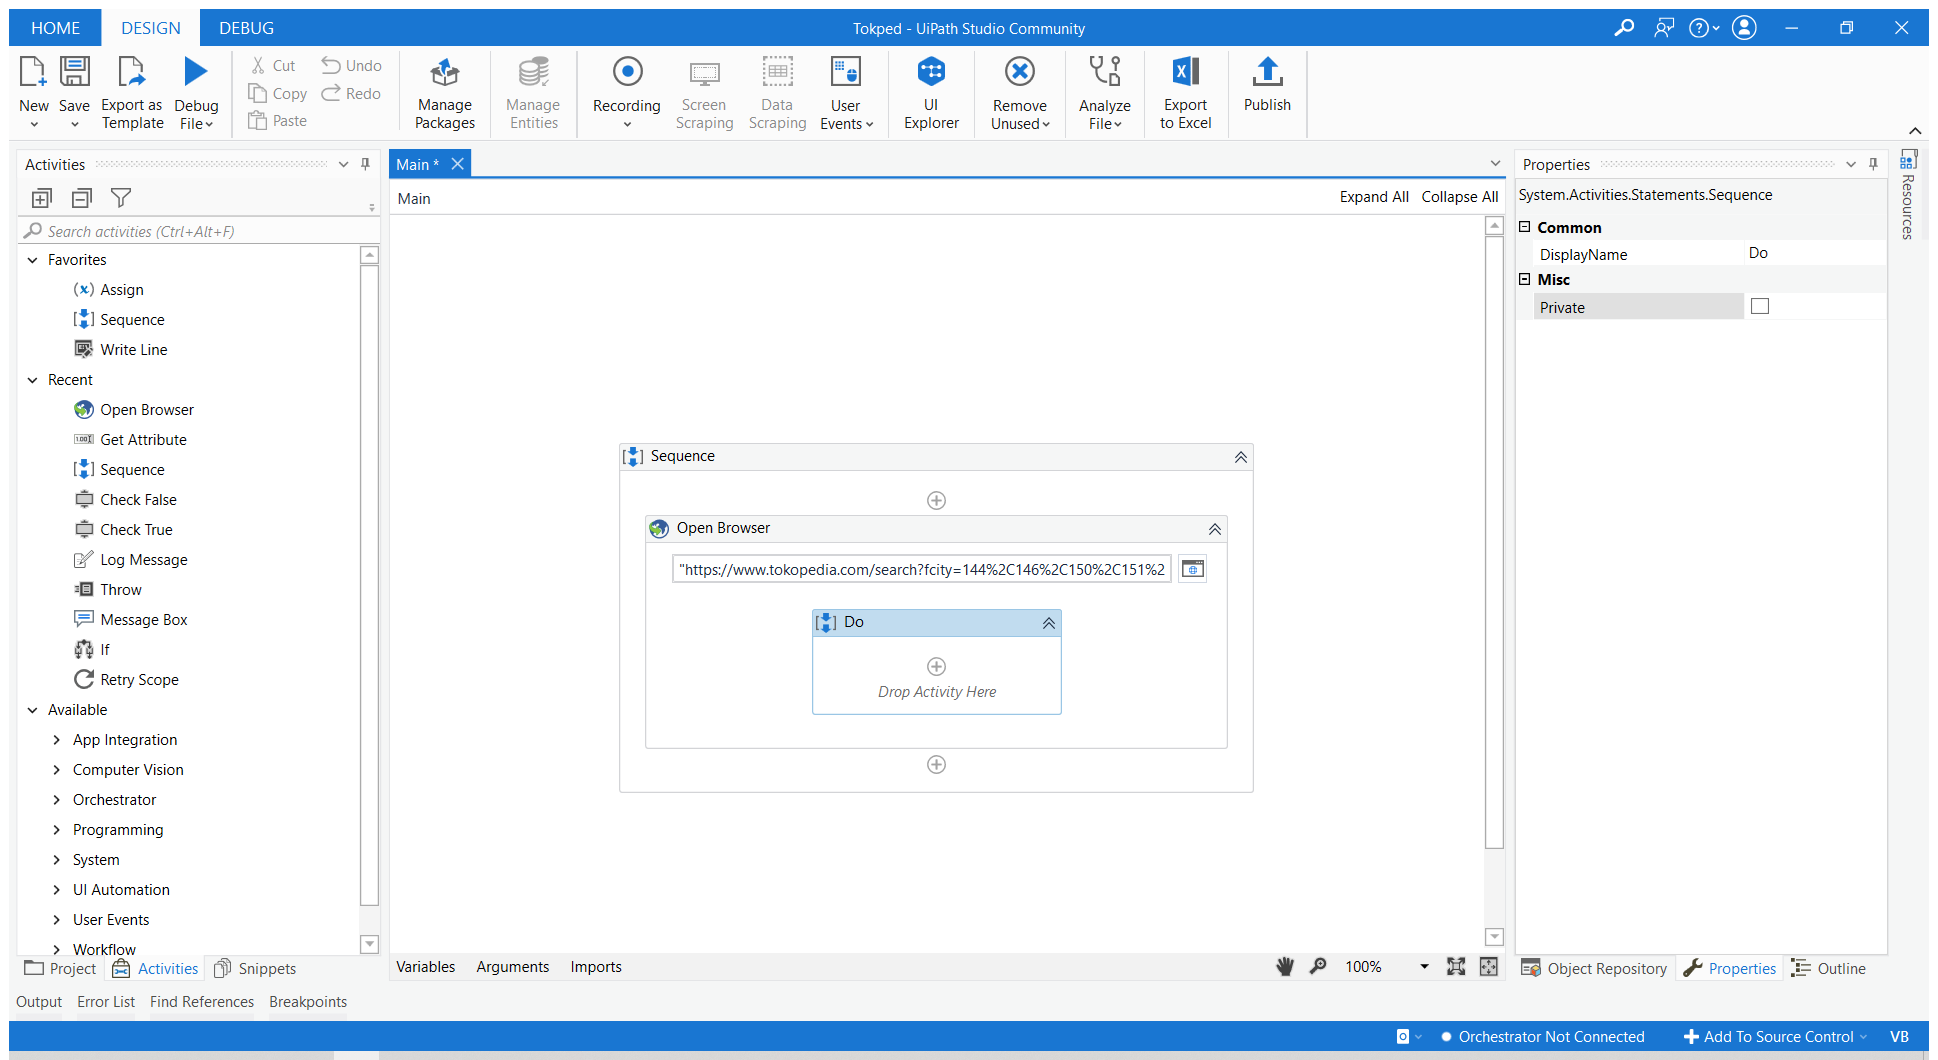 HOME DESIGN DEBUG Tokped - UiPath Studio Community
New Save Export as Template Debug File Cut Copy Paste Undo Redo Manage Packages Manage Entities Recording Screen Scraping Data Scraping User Events UI Explorer Remove Unused Analyze File Export to Excel Publish
Activities
Search activities (Ctrl+Alt+F)
Favorites
Assign
Sequence
Write Line
Recent
Open Browser
Get Attribute
Sequence
Check False
Check True
Log Message
Throw
Message Box
If
Retry Scope
Available
App Integration
Computer Vision
Orchestrator
Programming
System
UI Automation
User Events
Workflow
Project Activities Snippets
Main *
Main Expand All Collapse All
Sequence
Open Browser
"https://www.tokopedia.com/search?fcity=144%2C146%2C150%2C151%2
Do
Drop Activity Here
Variables Arguments Imports 100%
Properties
System.Activities.Statements.Sequence
Common
DisplayName Do
Misc
Private
Resources
Object Repository Properties Outline
Output Error List Find References Breakpoints
Orchestrator Not Connected Add To Source Control VB